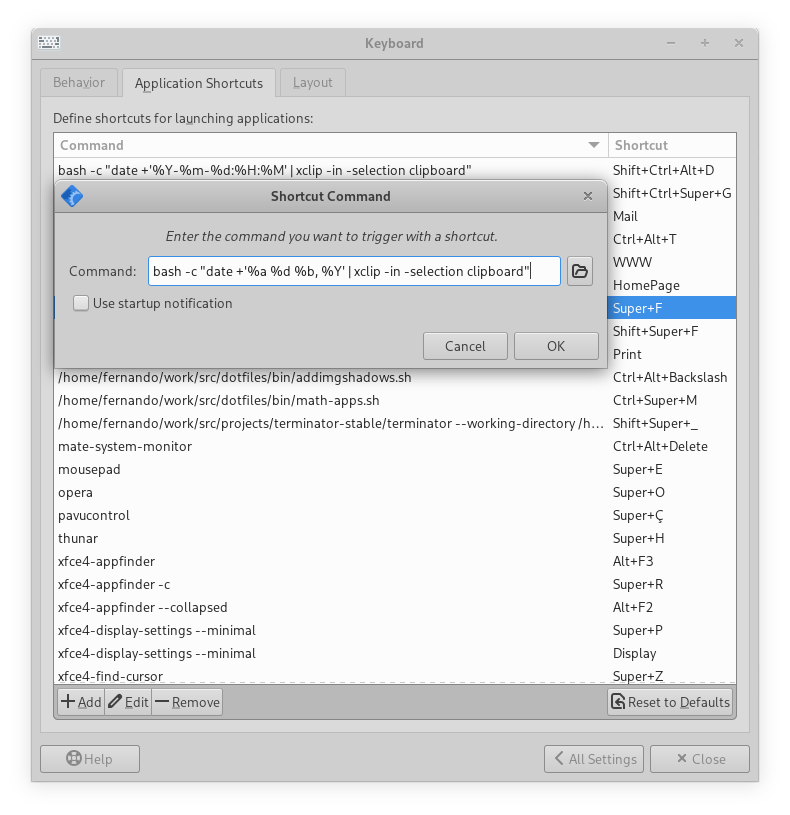 Keyboard
Behavior Application Shortcuts Layout
Define shortcuts for launching applications:
Command Shortcut
bash -c "date +'%Y-%m-%d:%H:%M' | xclip -in -selection clipboard" Shift+Ctrl+Alt+D
Shift+Ctrl+Super+G
Shortcut Command
Mail
Enter the command you want to trigger with a shortcut.
Ctrl+Alt+T
WWW
Command: bash -c "date +'%a %d %b, %Y' | xclip -in -selection clipboard"
HomePage
Use startup notification
Super+F
Shift+Super+F
Cancel OK
Print
/home/fernando/work/src/dotfiles/bin/addimgshadows.sh Ctrl+Alt+Backslash
/home/fernando/work/src/dotfiles/bin/math-apps.sh Ctrl+Super+M
/home/fernando/work/src/projects/terminator-stable/terminator --working-directory /h... Shift+Super+_
mate-system-monitor Ctrl+Alt+Delete
mousepad Super+E
opera Super+O
pavucontrol Super+Ç
thunar Super+H
xfce4-appfinder Alt+F3
xfce4-appfinder -c Super+R
xfce4-appfinder --collapsed Alt+F2
xfce4-display-settings --minimal Super+P
xfce4-display-settings --minimal Display
xfce4-find-cursor Super+Z
Add Edit Remove Reset to Defaults
Help All Settings Close